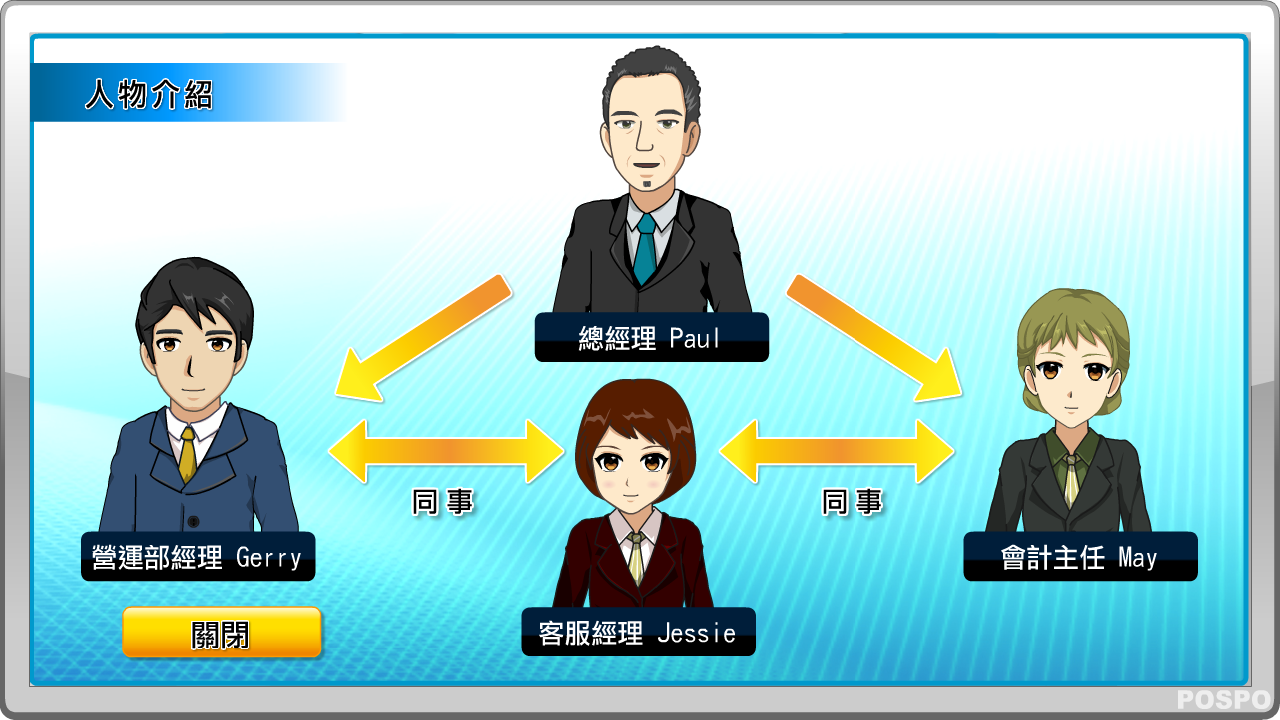 人物介紹
總經理 Paul
同事
同事
營運部經理 Gerry
會計主任 May
客服經理 Jessie
關閉
POSPO